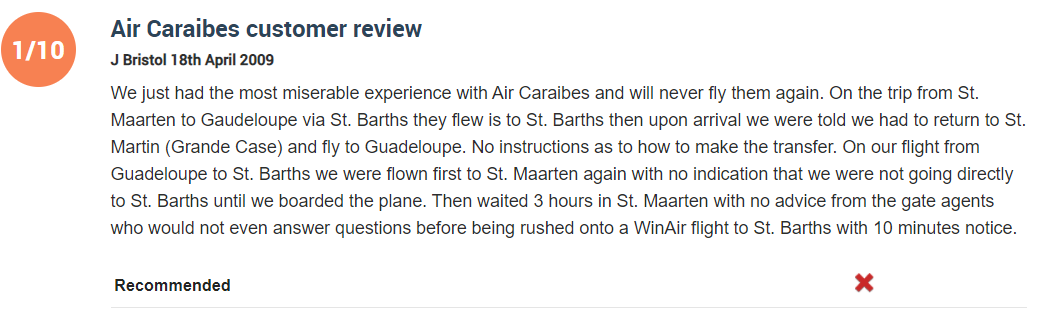 1/10
Air Caraibes customer review
J Bristol 18th April 2009
We just had the most miserable experience with Air Caraibes and will never fly them again. On the trip from St.
Maarten to Gaudeloupe via St. Barths they flew is to St. Barths then upon arrival we were told we had to return to St.
Martin (Grande Case) and fly to Guadeloupe. No instructions as to how to make the transfer. On our flight from
Guadeloupe to St. Barths we were flown first to St. Maarten again with no indication that we were not going directly
to St. Barths until we boarded the plane. Then waited 3 hours in St. Maarten with no advice from the gate agents
who would not even answer questions before being rushed onto a WinAir flight to St. Barths with 10 minutes notice.
Recommended